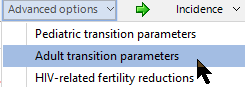 Advanced options Incidence
Pediatric transition parameters
Adult transition parameters
HIV-related fertility reductions